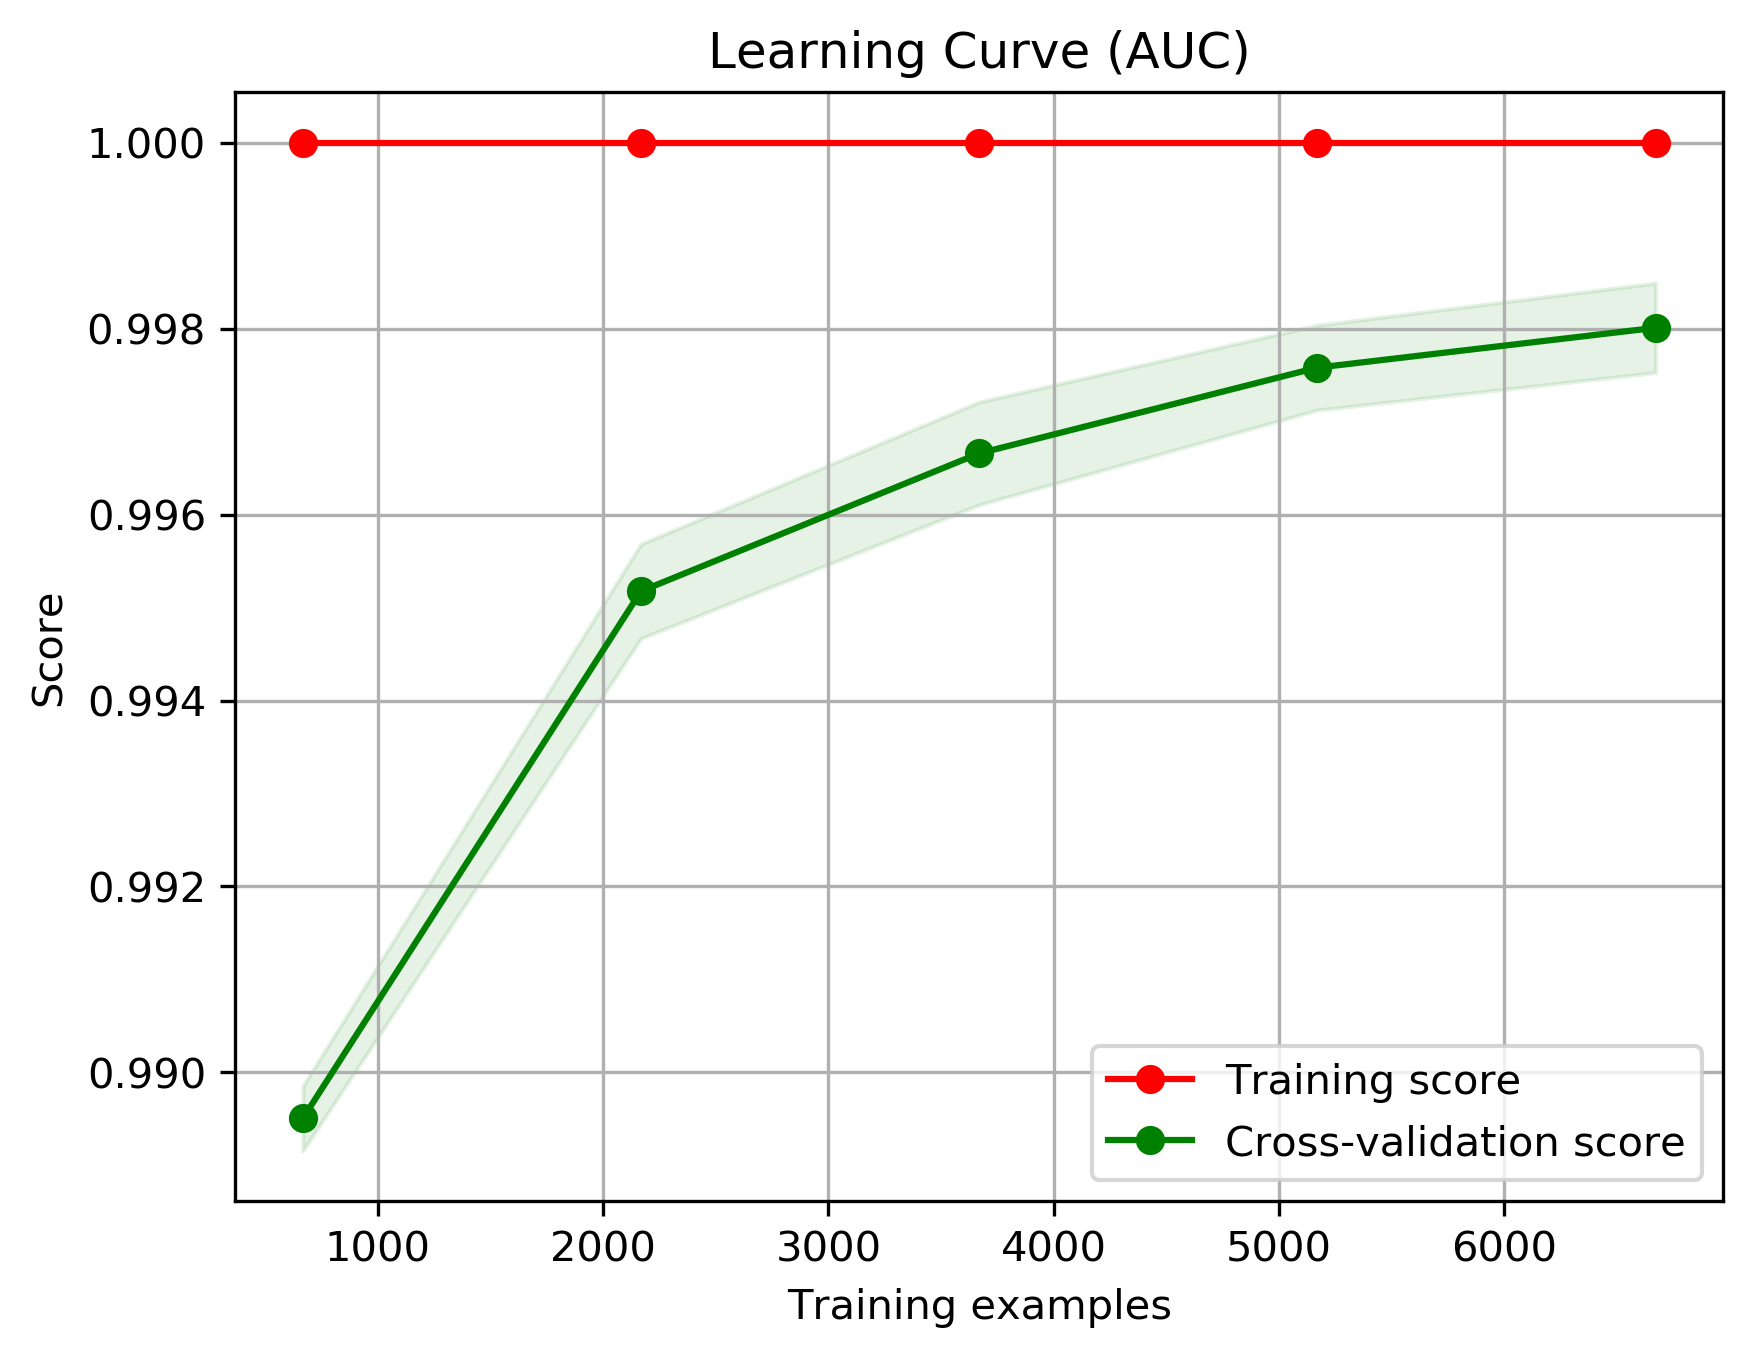 Learning Curve (AUC)
1.000
0.998
0.996
0.994
0.992
0.990
Score
Training score
Cross-validation score
1000 2000 3000 4000 5000 6000
Training examples